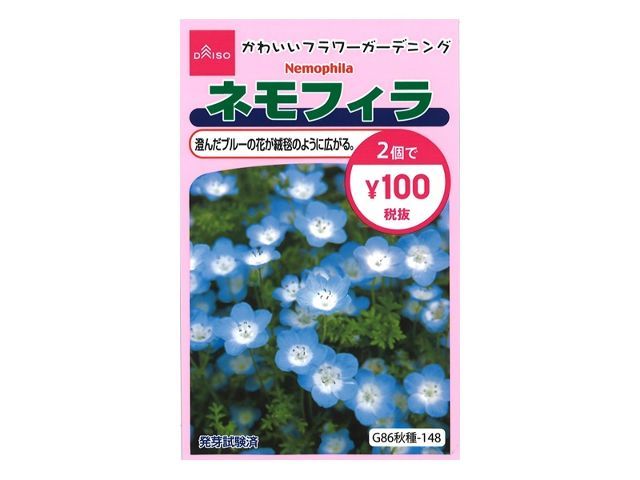 DAISO
かわいいフラワーガーデニング
Nemophila
ネモフィラ
澄んだブルーの花が絨毯のように広がる。
2個で
¥100
税抜
発芽試験済
G86秋種-148